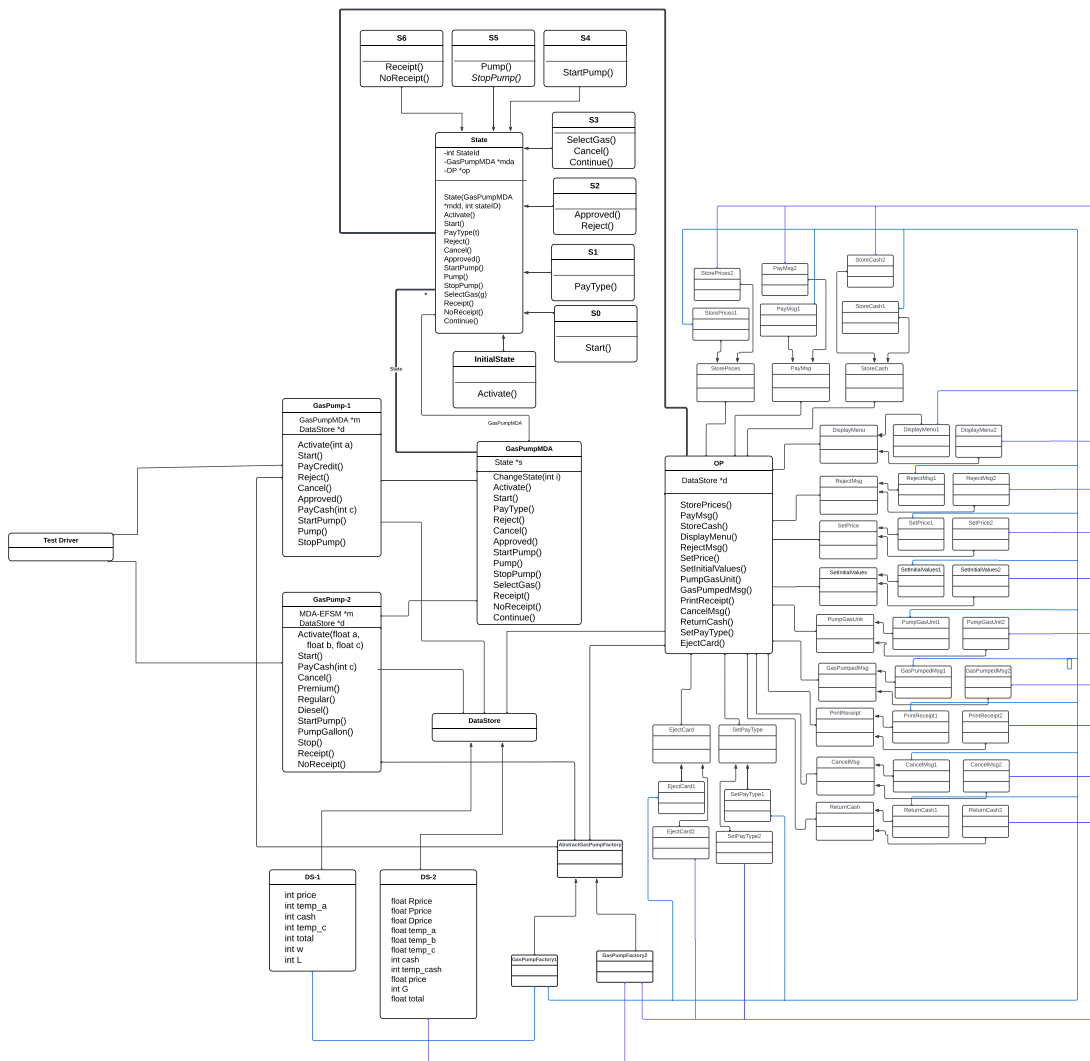 S6
Receipt()
NoReceipt()
S5
Pump()
StopPump()
S4
StartPump()
State
-int StateId
-GasPumpMDA *mda
-OP *op
State(GasPumpMDA
*mdd, int stateID)
Activate()
Start()
PayType(t)
Reject()
Cancel()
Approved()
StartPump()
Pump()
StopPump()
SelectGas(g)
Receipt()
NoReceipt()
Continue()
S3
SelectGas()
Cancel()
Continue()
S2
Approved()
Reject()
S1
PayType()
S0
Start()
InitialState
Activate()
*
State
GasPumpMDA
GasPump-1
GasPumpMDA *m
DataStore *d
Activate(int a)
Start()
PayCredit()
Reject()
Cancel()
Approved()
PayCash(int c)
StartPump()
Pump()
StopPump()
GasPumpMDA
State *s
ChangeState(int i)
Activate()
Start()
PayType()
Reject()
Cancel()
Approved()
StartPump()
Pump()
StopPump()
SelectGas()
Receipt()
NoReceipt()
Continue()
Test Driver
GasPump-2
MDA-EFSM *m
DataStore *d
Activate(float a,
float b, float c)
Start()
PayCash(int c)
Cancel()
Premium()
Regular()
Diesel()
StartPump()
PumpGallon()
Stop()
Receipt()
NoReceipt()
DataStore
OP
DataStore *d
StorePrices()
PayMsg()
StoreCash()
DisplayMenu()
RejectMsg()
SetPrice()
SetInitialValues()
PumpGasUnit()
GasPumpedMsg()
PrintReceipt()
CancelMsg()
ReturnCash()
SetPayType()
EjectCard()
StorePrices2
PayMsg2
StoreCash2
StorePrices1
PayMsg1
StoreCash1
StorePrices
PayMsg
StoreCash
DisplayMenu
DisplayMenu1
DisplayMenu2
RejectMsg
RejectMsg1
RejectMsg2
SetPrice
SetPrice1
SetPrice2
SetInitialValues
SetInitialValues1
SetInitialValues2
PumpGasUnit
PumpGasUnit1
PumpGasUnit2
GasPumpedMsg
GasPumpedMsg1
GasPumpedMsg2
PrintReceipt
PrintReceipt1
PrintReceipt2
CancelMsg
CancelMsg1
CancelMsg2
ReturnCash
ReturnCash1
ReturnCash2
EjectCard
SetPayType
EjectCard1
SetPayType1
EjectCard2
SetPayType2
AbstractGasPumpFactory
DS-1
int price
int temp_a
int cash
int temp_c
int total
int w
int L
DS-2
float Rprice
float Pprice
float Dprice
float temp_a
float temp_b
float temp_c
int cash
int temp_cash
float price
int G
float total
GasPumpFactory1
GasPumpFactory2